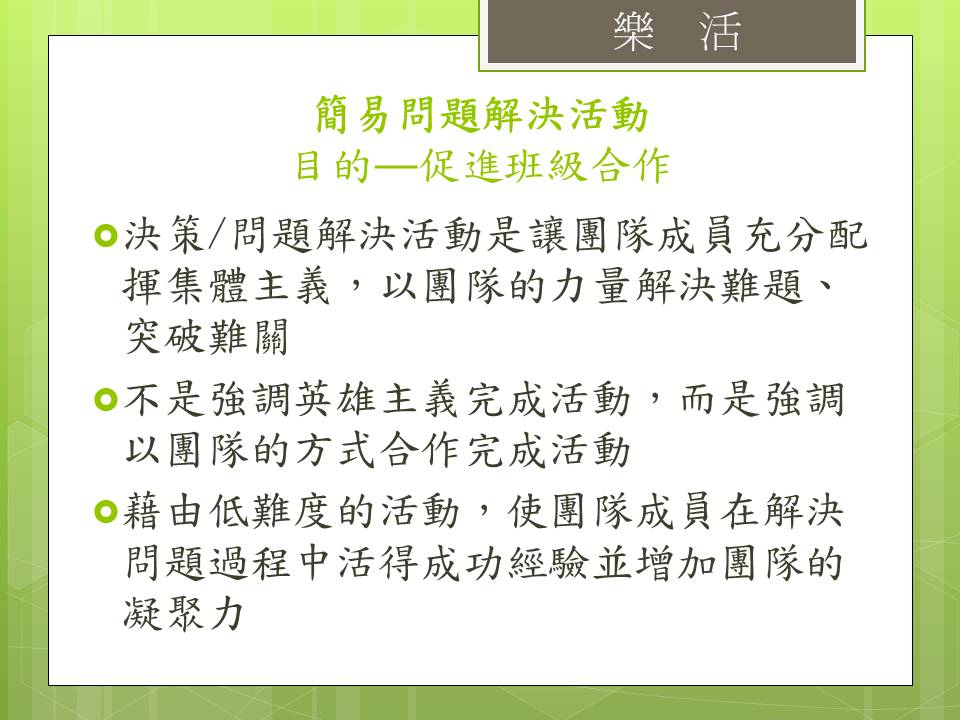 樂 活
簡易問題解決活動
目的—促進班級合作
決策/問題解決活動是讓團隊成員充分配
揮集體主義，以團隊的力量解決難題、
突破難關
不是強調英雄主義完成活動，而是強調
以團隊的方式合作完成活動
藉由低難度的活動，使團隊成員在解決
問題過程中活得成功經驗並增加團隊的
凝聚力